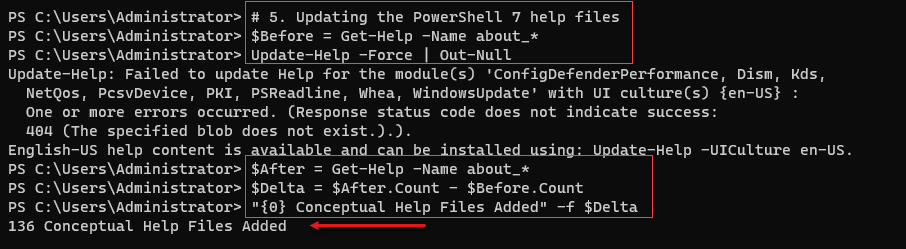 PS C:\Users\Administrator> # 5. Updating the PowerShell 7 help files
PS C:\Users\Administrator> $Before = Get-Help -Name about_*
PS C:\Users\Administrator> Update-Help -Force | Out-Null
Update-Help: Failed to update Help for the module(s) 'ConfigDefenderPerformance, Dism, Kds,
NetQos, PcsvDevice, PKI, PSReadline, Whea, WindowsUpdate' with UI culture(s) {en-US} :
One or more errors occurred. (Response status code does not indicate success:
404 (The specified blob does not exist.).).
English-US help content is available and can be installed using: Update-Help -UICulture en-US.
PS C:\Users\Administrator> $After = Get-Help -Name about_*
PS C:\Users\Administrator> $Delta = $After.Count - $Before.Count
PS C:\Users\Administrator> "{0} Conceptual Help Files Added" -f $Delta
136 Conceptual Help Files Added